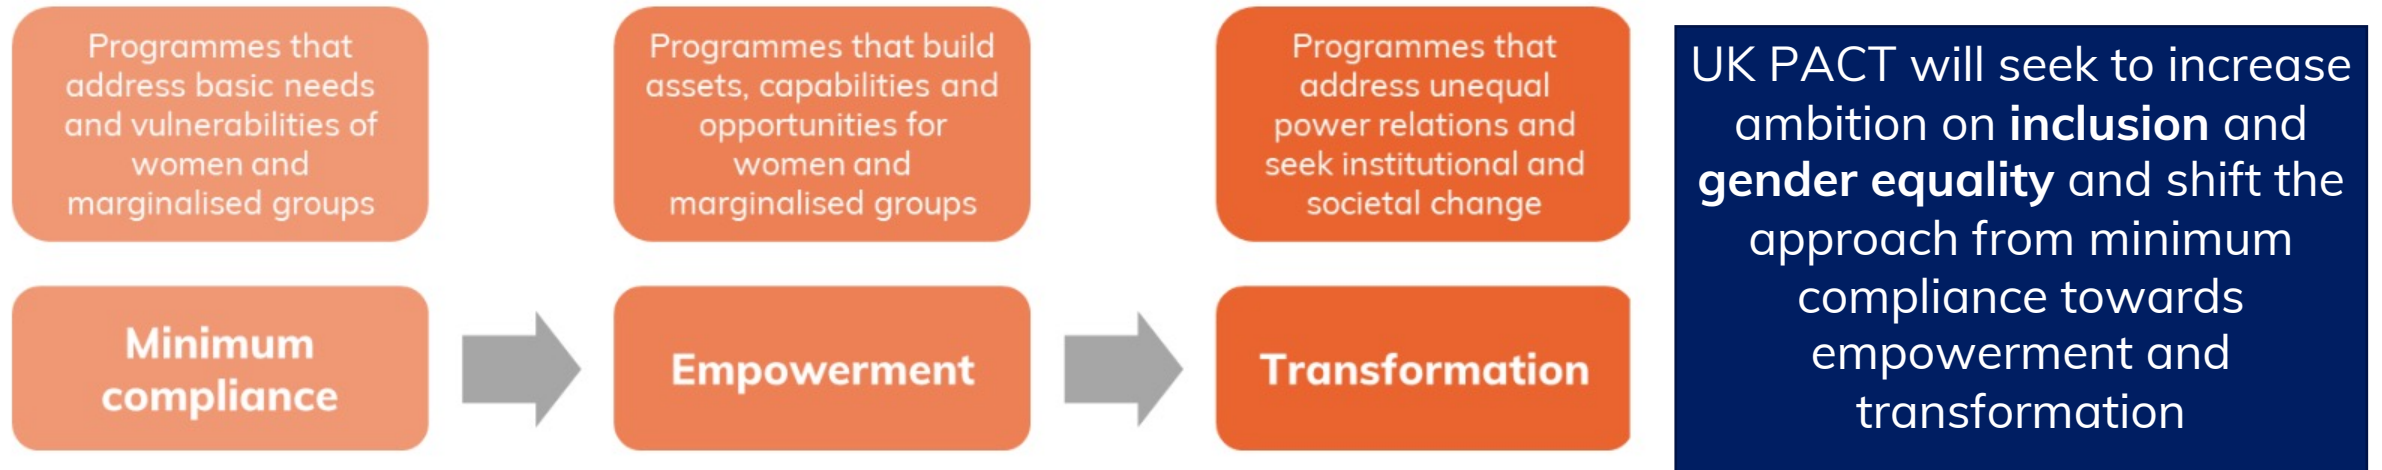 Programmes that
address basic needs
and vulnerabilities of
women and
marginalised groups
Minimum
compliance
Programmes that build
assets, capabilities and
opportunities for
women and
marginalised groups
Empowerment
Programmes that
address unequal
power relations and
seek institutional and
societal change
Transformation
UK PACT will seek to increase
ambition on inclusion and
gender equality and shift the
approach from minimum
compliance towards
empowerment and
transformation